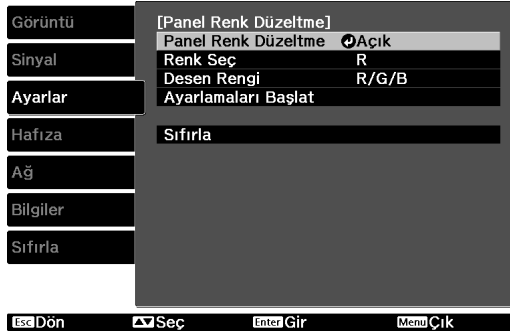 Görüntü
Sinyal
Ayarlar
Hafıza
Ağ
Bilgiler
Sıfırla
[Panel Renk Düzeltme]
Panel Renk Düzeltme Açık
Renk Seç R
Desen Rengi R/G/B
Ayarlamaları Başlat
Sıfırla
Esc Dön Seç Enter Gir Menu Çık